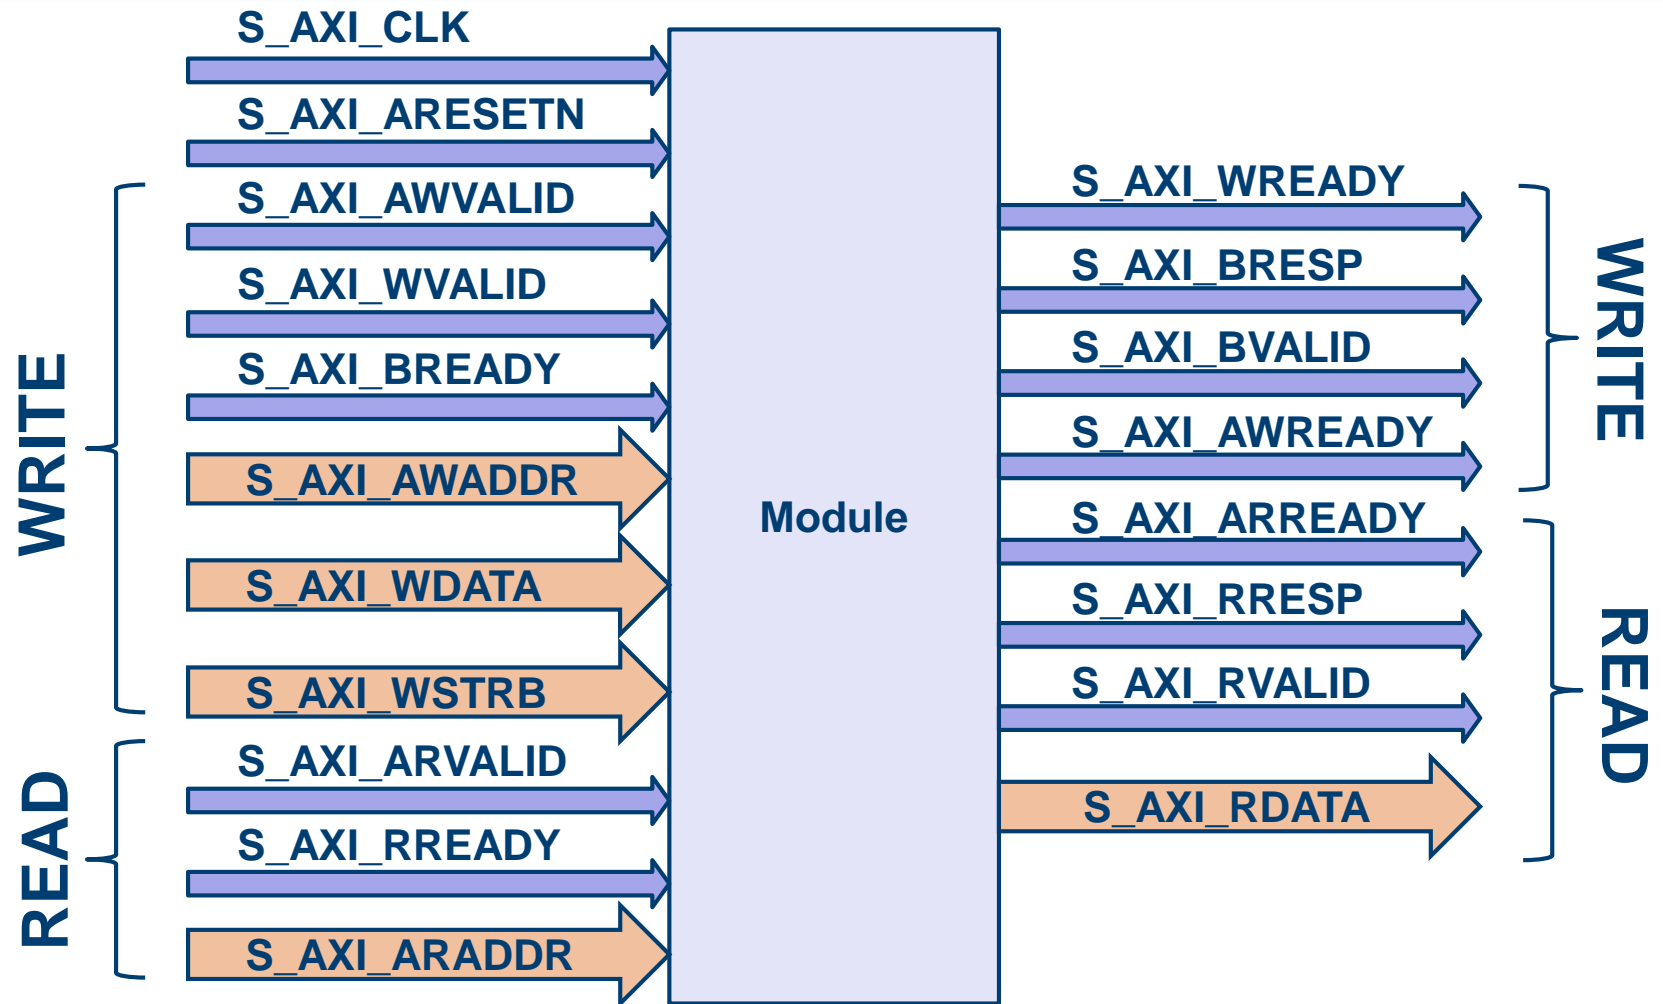 S_AXI_CLK
S_AXI_ARESETN
S_AXI_AWVALID
S_AXI_WVALID
S_AXI_BREADY
S_AXI_AWADDR
S_AXI_WDATA
S_AXI_WSTRB
WRITE
S_AXI_ARVALID
S_AXI_RREADY
S_AXI_ARADDR
READ
Module
S_AXI_WREADY
S_AXI_BRESP
S_AXI_BVALID
S_AXI_AWREADY
WRITE
S_AXI_ARREADY
S_AXI_RRESP
S_AXI_RVALID
S_AXI_RDATA
READ